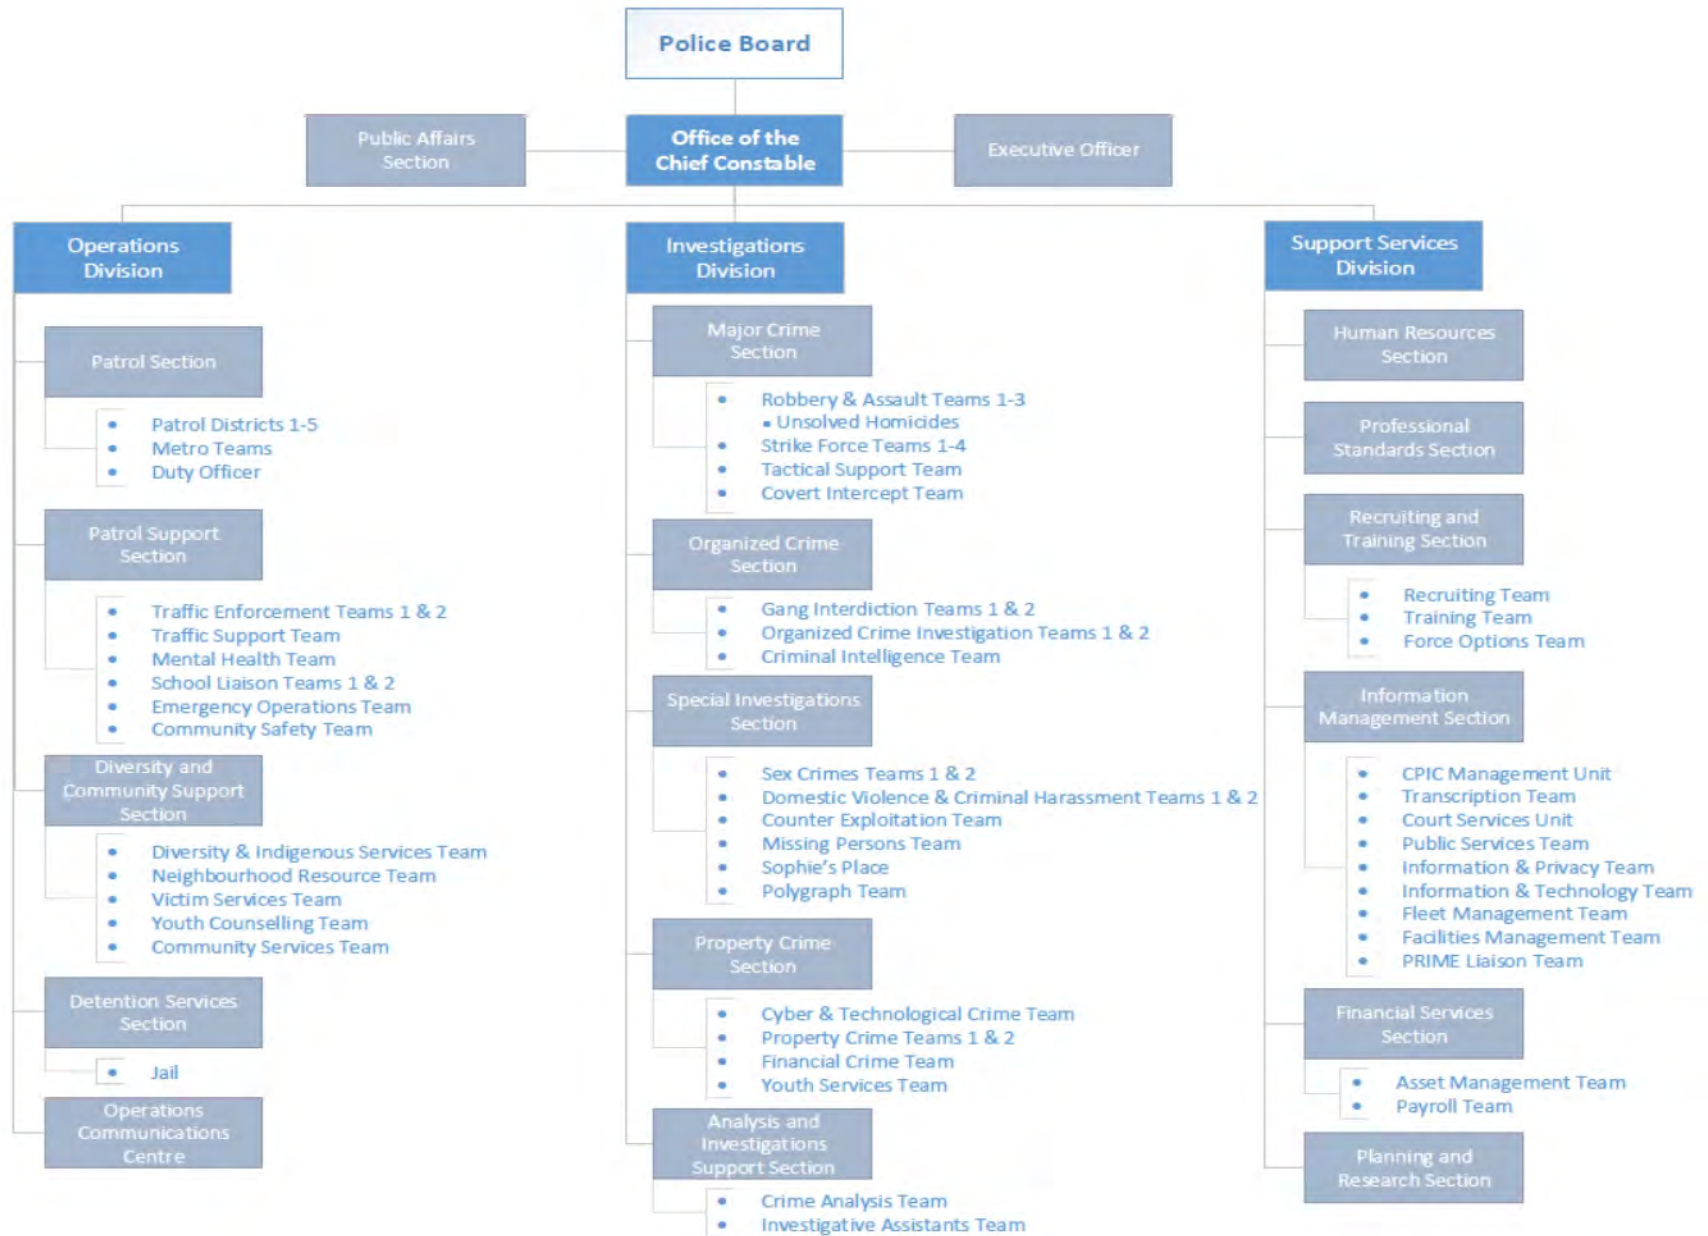 Police Board
Public Affairs
Section
Office of the
Chief Constable
Executive Officer
Operations
Division
Patrol Section
• Patrol Districts 1-5
• Metro Teams
• Duty Officer
Patrol Support
Section
• Traffic Enforcement Teams 1 & 2
• Traffic Support Team
• Mental Health Team
• School Liaison Teams 1 & 2
• Emergency Operations Team
• Community Safety Team
Diversity and
Community Support
Section
• Diversity & Indigenous Services Team
• Neighbourhood Resource Team
• Victim Services Team
• Youth Counselling Team
• Community Services Team
Detention Services
Section
• Jail
Operations
Communications
Centre
Investigations
Division
Major Crime
Section
• Robbery & Assault Teams 1-3
▪ Unsolved Homicides
• Strike Force Teams 1-4
• Tactical Support Team
• Covert Intercept Team
Organized Crime
Section
• Gang Interdiction Teams 1 & 2
• Organized Crime Investigation Teams 1 & 2
• Criminal Intelligence Team
Special Investigations
Section
• Sex Crimes Teams 1 & 2
• Domestic Violence & Criminal Harassment Teams 1 & 2
• Counter Exploitation Team
• Missing Persons Team
• Sophie's Place
• Polygraph Team
Property Crime
Section
• Cyber & Technological Crime Team
• Property Crime Teams 1 & 2
• Financial Crime Team
• Youth Services Team
Analysis and
Investigations
Support Section
• Crime Analysis Team
• Investigative Assistants Team
Support Services
Division
Human Resources
Section
Professional
Standards Section
Recruiting and
Training Section
• Recruiting Team
• Training Team
• Force Options Team
Information
Management Section
• CPIC Management Unit
• Transcription Team
• Court Services Unit
• Public Services Team
• Information & Privacy Team
• Information & Technology Team
• Fleet Management Team
• Facilities Management Team
• PRIME Liaison Team
Financial Services
Section
• Asset Management Team
• Payroll Team
Planning and
Research Section